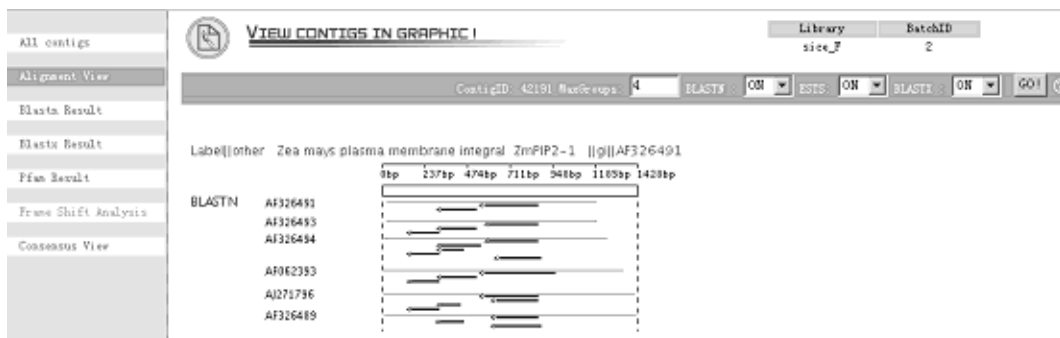 All contigs
Alignment View
Blastn Result
Blastx Result
Pfam Result
Frame Shift Analysis
Consensus View
VIEW CONTIGS IN GRAPHIC !
Library BatchID
sice_F 2
ContigID: 42191 MaxGroups: 4 BLASTN : ON ESTS: ON BLASTX : ON GO!
Label||other Zea mays plasma membrane integral ZmPIP2-1 ||gi||AF326491
0bp 237bp 474bp 711bp 948bp 1185bp 1428bp
BLASTN AF326491
AF326493
AF326494
AF062393
AJ271796
AF326489